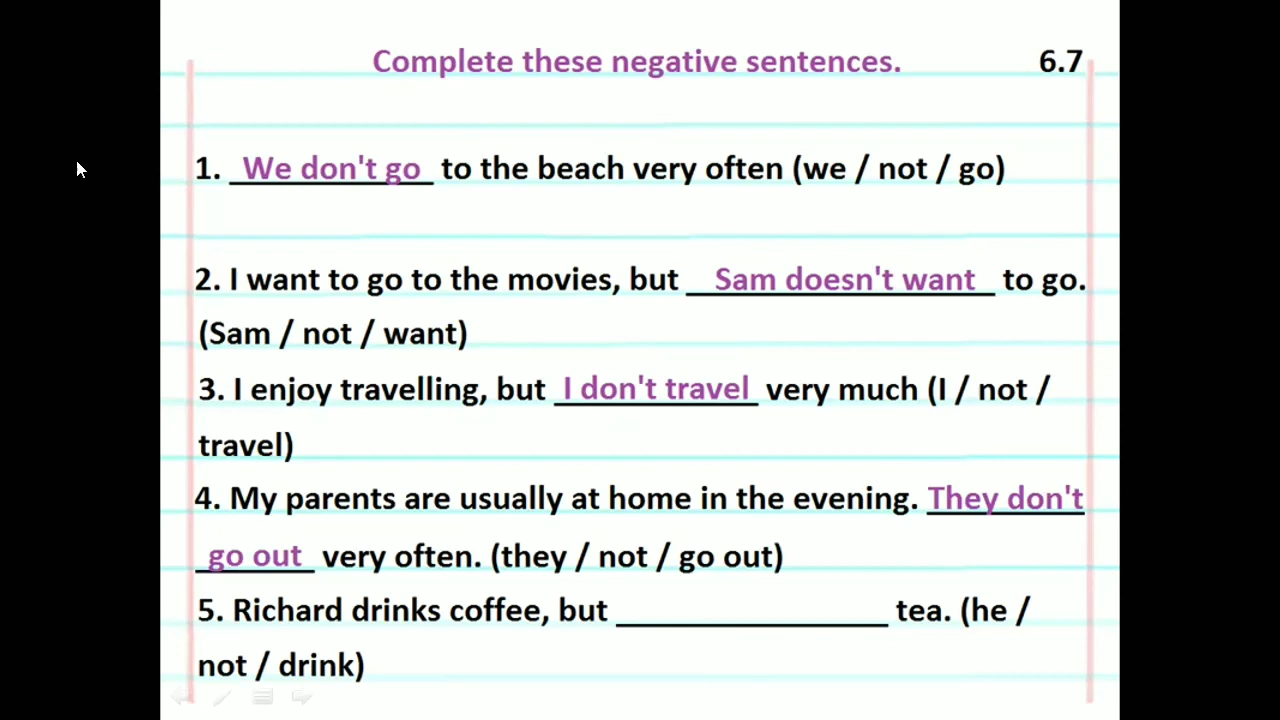 Complete these negative sentences. 6.7
1. We don't go to the beach very often (we / not / go)
2. I want to go to the movies, but Sam doesn't want to go.
(Sam / not / want)
3. I enjoy travelling, but I don't travel very much (I / not /
travel)
4. My parents are usually at home in the evening. They don't
go out very often. (they / not / go out)
5. Richard drinks coffee, but ________________ tea. (he /
not / drink)